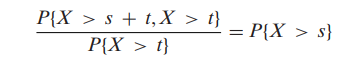 P{X > s + t, X > t} / P{X > t} = P{X > s}